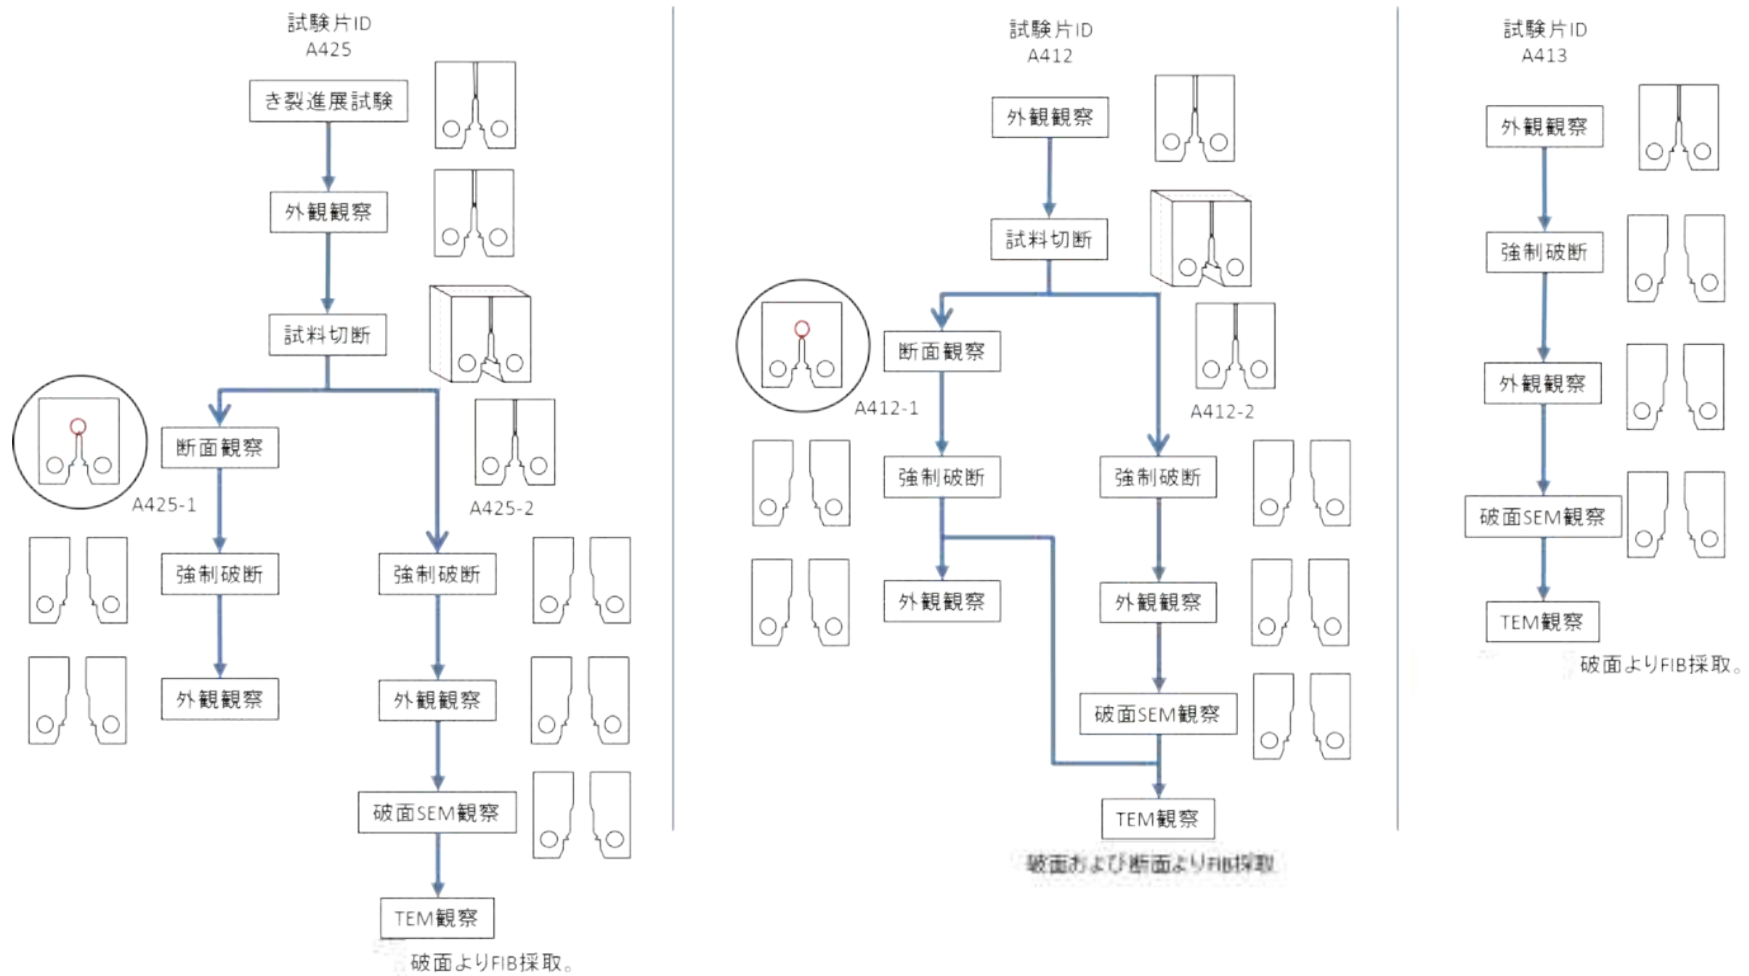 試験片ID
A425
き裂進展試験
外観観察
試料切断
断面観察
A425-1
A425-2
強制破断
強制破断
外観観察
外観観察
破面SEM観察
TEM観察
破面よりFIB採取。
試験片ID
A412
外観観察
試料切断
断面観察
A412-1
A412-2
強制破断
強制破断
外観観察
外観観察
破面SEM観察
TEM観察
破面および断面よりFIB採取
試験片ID
A413
外観観察
強制破断
外観観察
破面SEM観察
TEM観察
破面よりFIB採取。